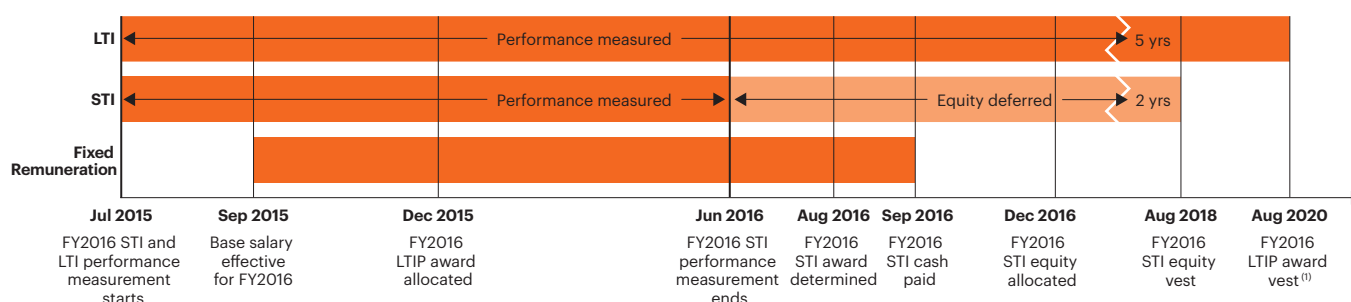 LTI
Performance measured
5 yrs
STI
Performance measured
Equity deferred
2 yrs
Fixed
Remuneration
Jul 2015
FY2016 STI and
LTI performance
measurement
starts
Sep 2015
Base salary
effective
for FY2016
Dec 2015
FY2016
LTIP award
allocated
Jun 2016
FY2016 STI
performance
measurement
ends
Aug 2016
FY2016
STI award
determined
Sep 2016
FY2016
STI cash
paid
Dec 2016
FY2016
STI equity
allocated
Aug 2018
FY2016
STI equity
vest
Aug 2020
FY2016
LTIP award
vest (1)